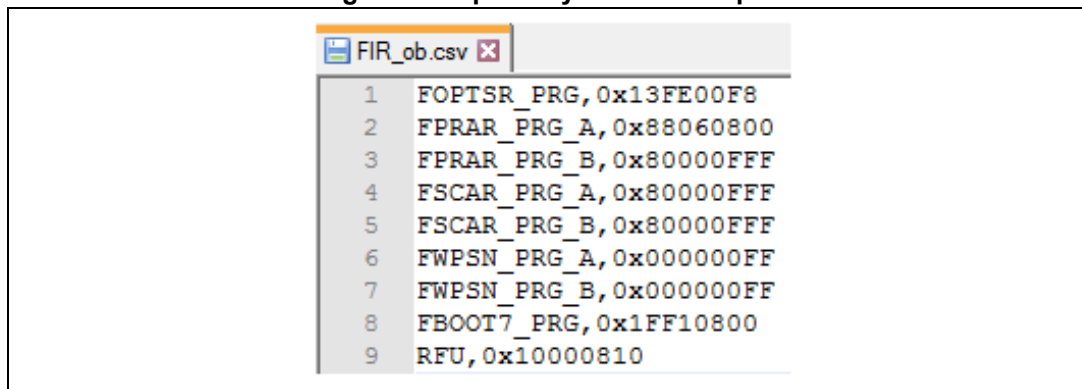 FIR_ob.csv
1 FOPTSR_PRG,0x13FE00F8
2 FPRAR_PRG_A,0x88060800
3 FPRAR_PRG_B,0x80000FFF
4 FSCAR_PRG_A,0x80000FFF
5 FSCAR_PRG_B,0x80000FFF
6 FWPSN_PRG_A,0x000000FF
7 FWPSN_PRG_B,0x000000FF
8 FBOOT7_PRG,0x1FF10800
9 RFU,0x10000810